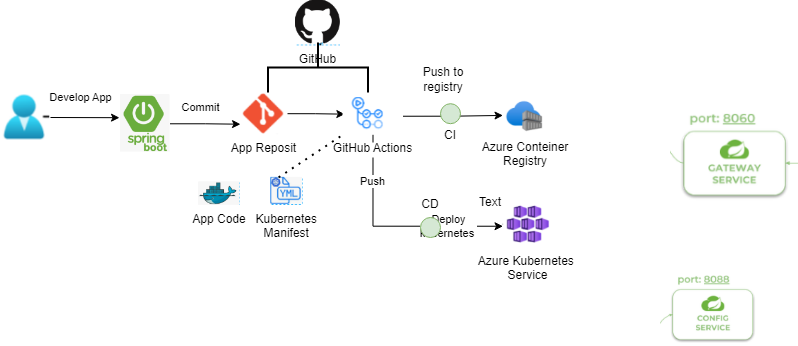 GitHub
Develop App
Commit
Push to
registry
spring
boot
App Reposit
GitHub Actions
CI
Azure Conteiner
Registry
port: 8060
GATEWAY
SERVICE
Push
App Code
YML
Kubernetes
Manifest
CD
Text
Deploy
Kubernetes
Azure Kubernetes
Service
port: 8088
CONFIG
SERVICE